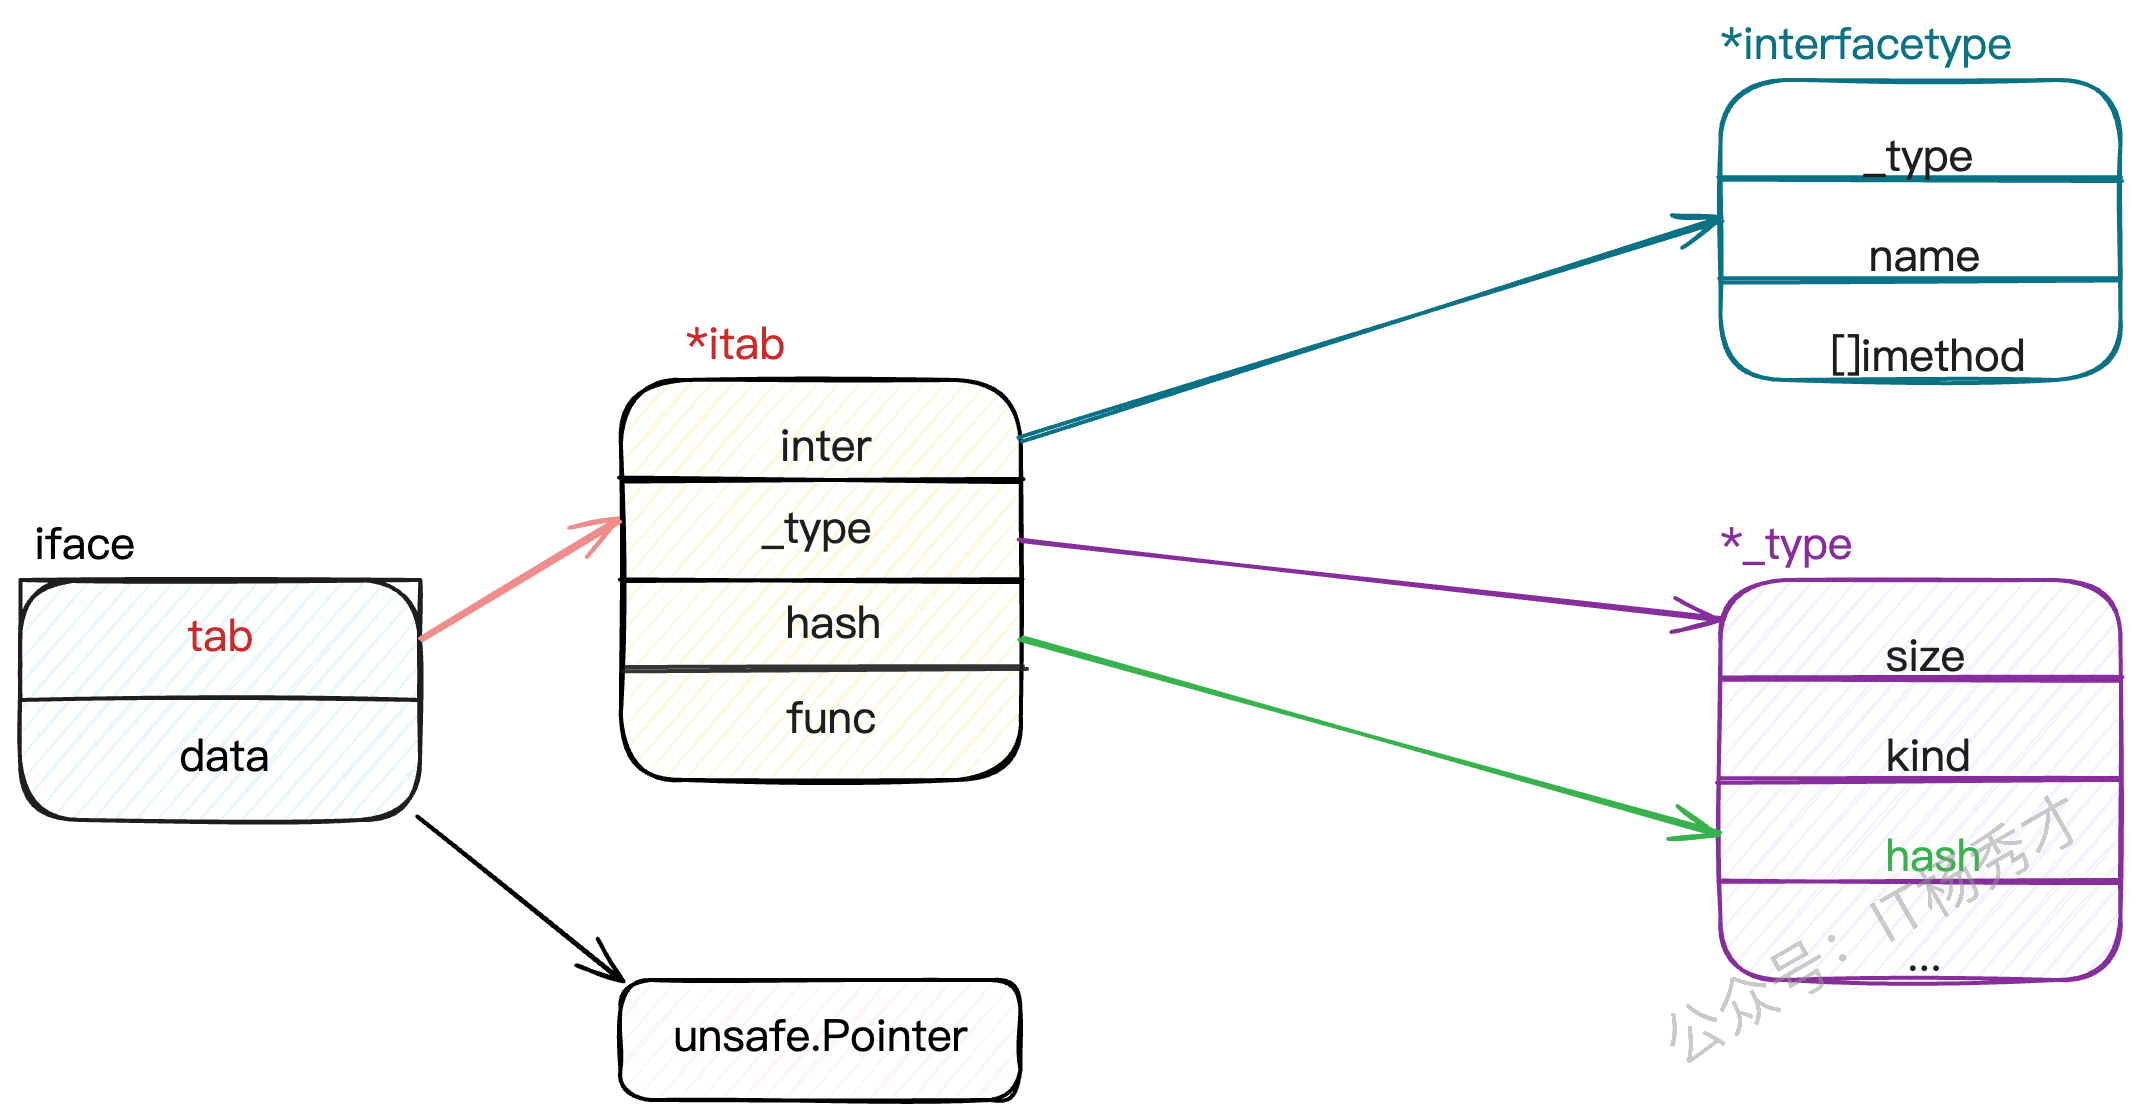 *interfacetype
_type
name
[]imethod
*itab
inter
_type
hash
func
iface
tab
data
*_type
size
kind
hash
...
unsafe.Pointer
公众号：IT杨秀才